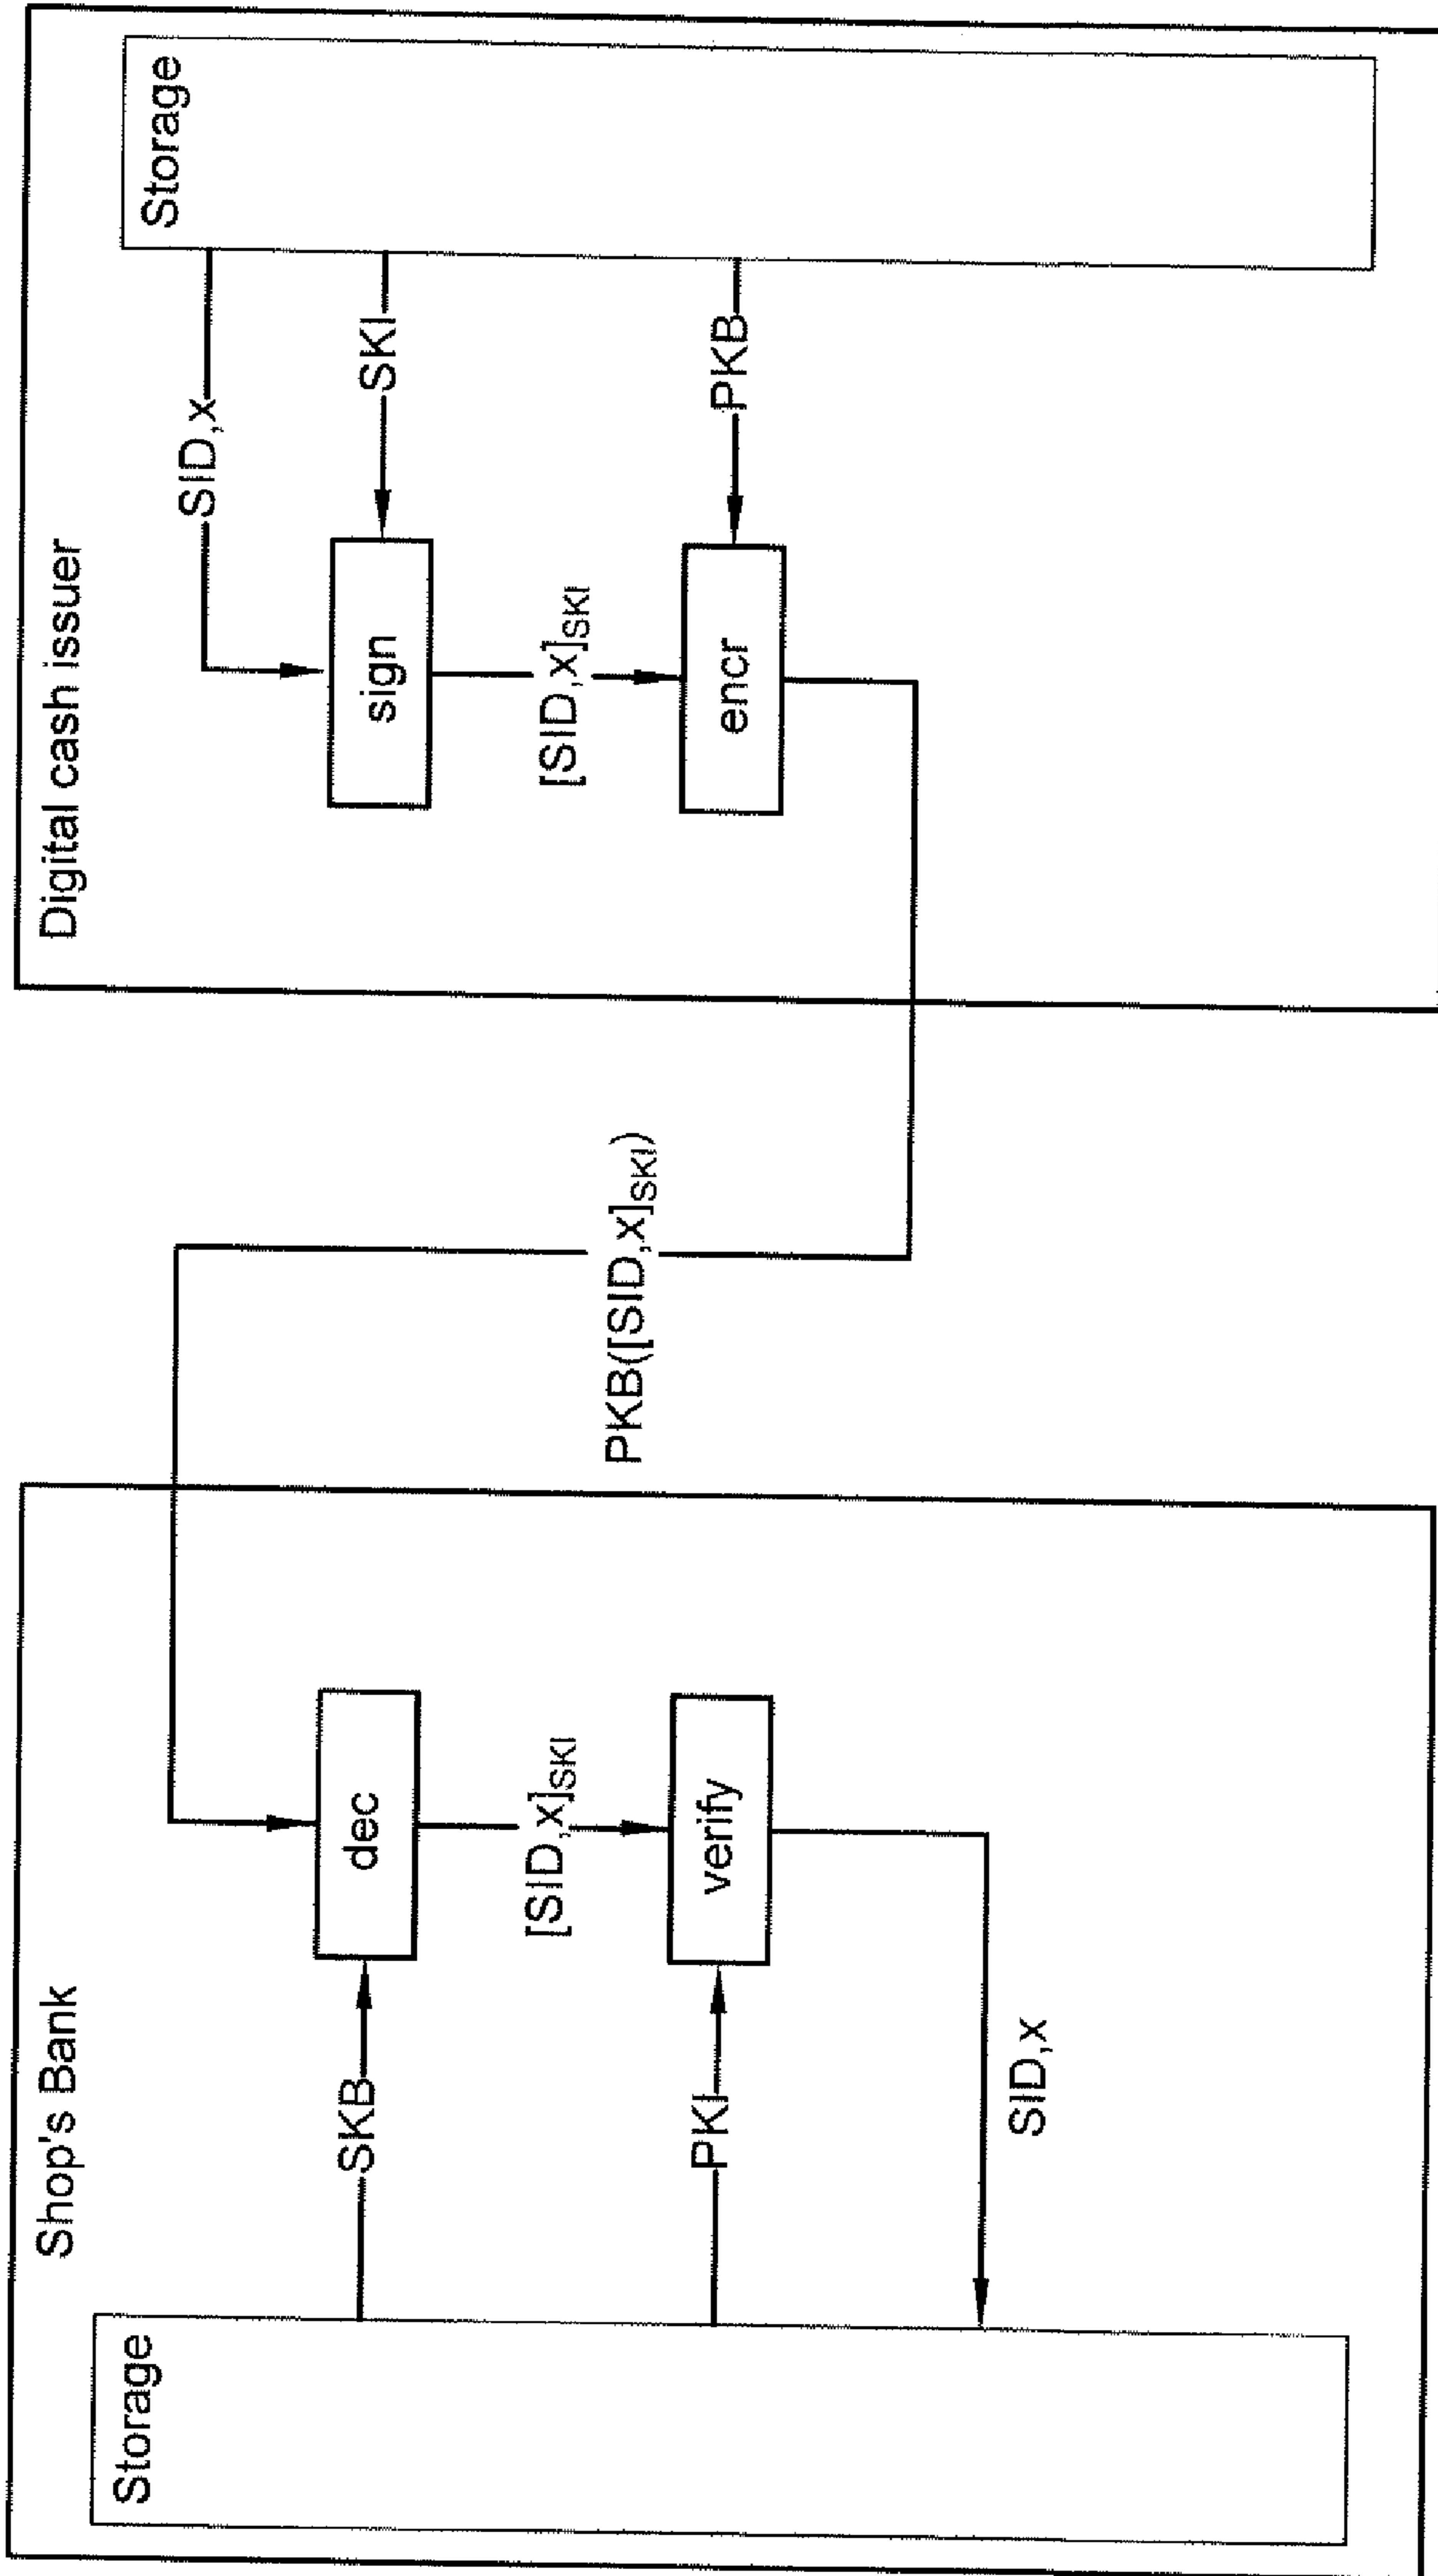 Shop's Bank
Storage
SKB
dec
[SID,x]SKI
PKI
verify
SID,x
PKB([SID,x]SKI)
Digital cash issuer
Storage
SID,x
SKI
sign
[SID,x]SKI
PKB
encr